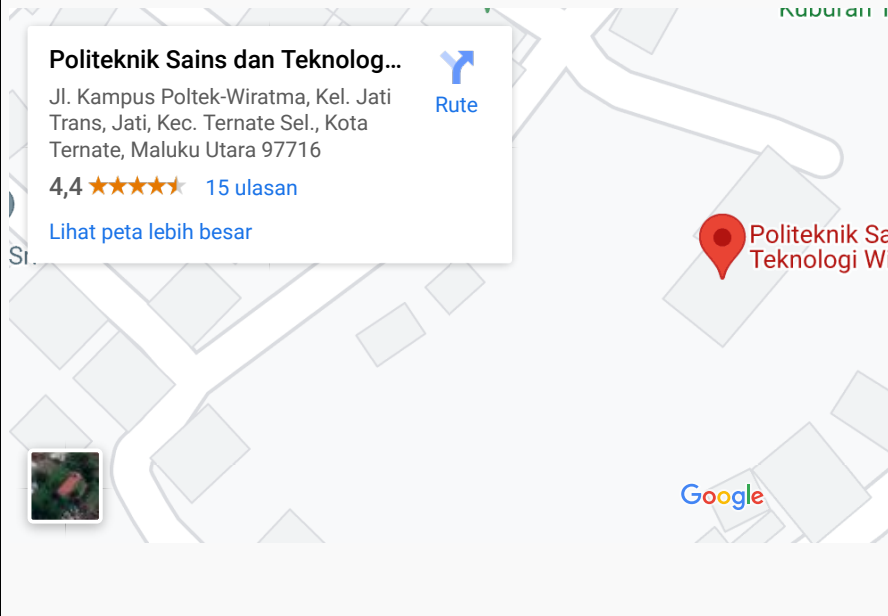 Politeknik Sains dan Teknolog...
Jl. Kampus Poltek-Wiratma, Kel. Jati
Trans, Jati, Kec. Ternate Sel., Kota
Ternate, Maluku Utara 97716
4,4
15 ulasan
Lihat peta lebih besar
Rute
Kuburan
Politeknik Sa
Teknologi Wi
Google